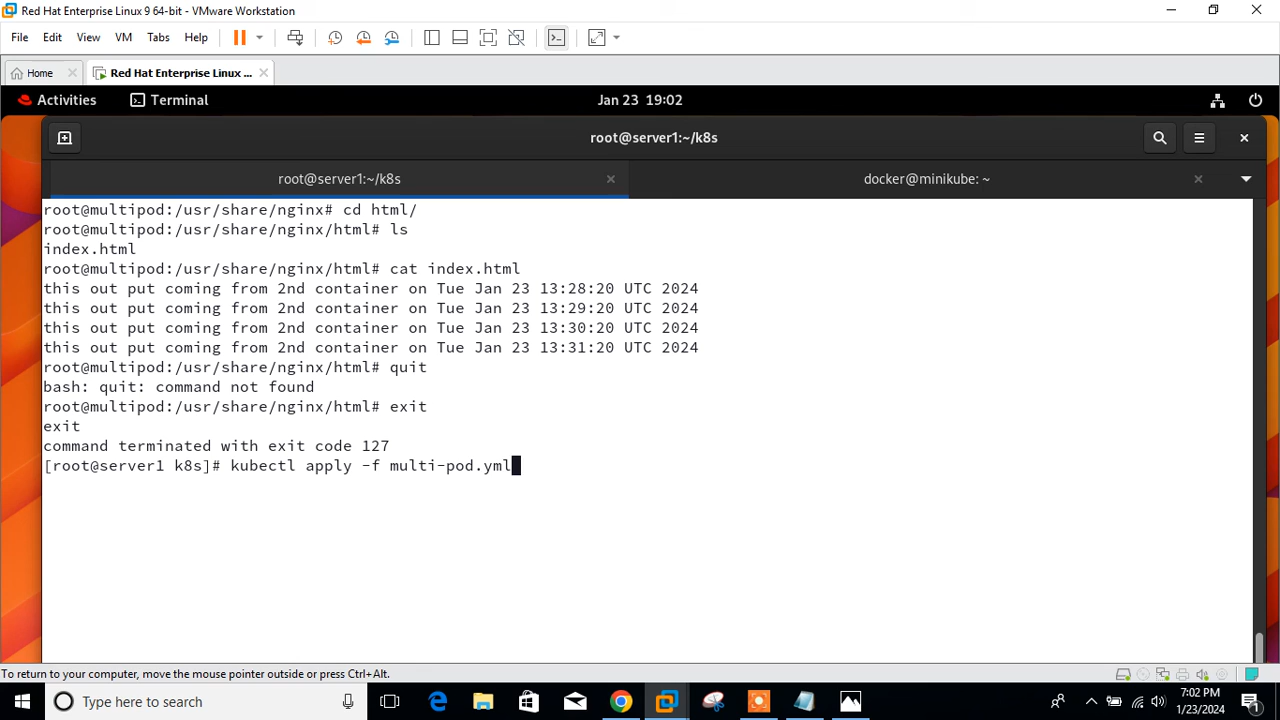 Red Hat Enterprise Linux 9 64-bit - VMware Workstation
File Edit View VM Tabs Help
Home Red Hat Enterprise Linux ...
Activities Terminal Jan 23 19:02
root@server1:~/k8s
root@server1:~/k8s docker@minikube: ~
root@multipod:/usr/share/nginx# cd html/
root@multipod:/usr/share/nginx/html# ls
index.html
root@multipod:/usr/share/nginx/html# cat index.html
this out put coming from 2nd container on Tue Jan 23 13:28:20 UTC 2024
this out put coming from 2nd container on Tue Jan 23 13:29:20 UTC 2024
this out put coming from 2nd container on Tue Jan 23 13:30:20 UTC 2024
this out put coming from 2nd container on Tue Jan 23 13:31:20 UTC 2024
root@multipod:/usr/share/nginx/html# quit
bash: quit: command not found
root@multipod:/usr/share/nginx/html# exit
exit
command terminated with exit code 127
[root@server1 k8s]# kubectl apply -f multi-pod.yml
To return to your computer, move the mouse pointer outside or press Ctrl+Alt.
Type here to search
7:02 PM
1/23/2024
1